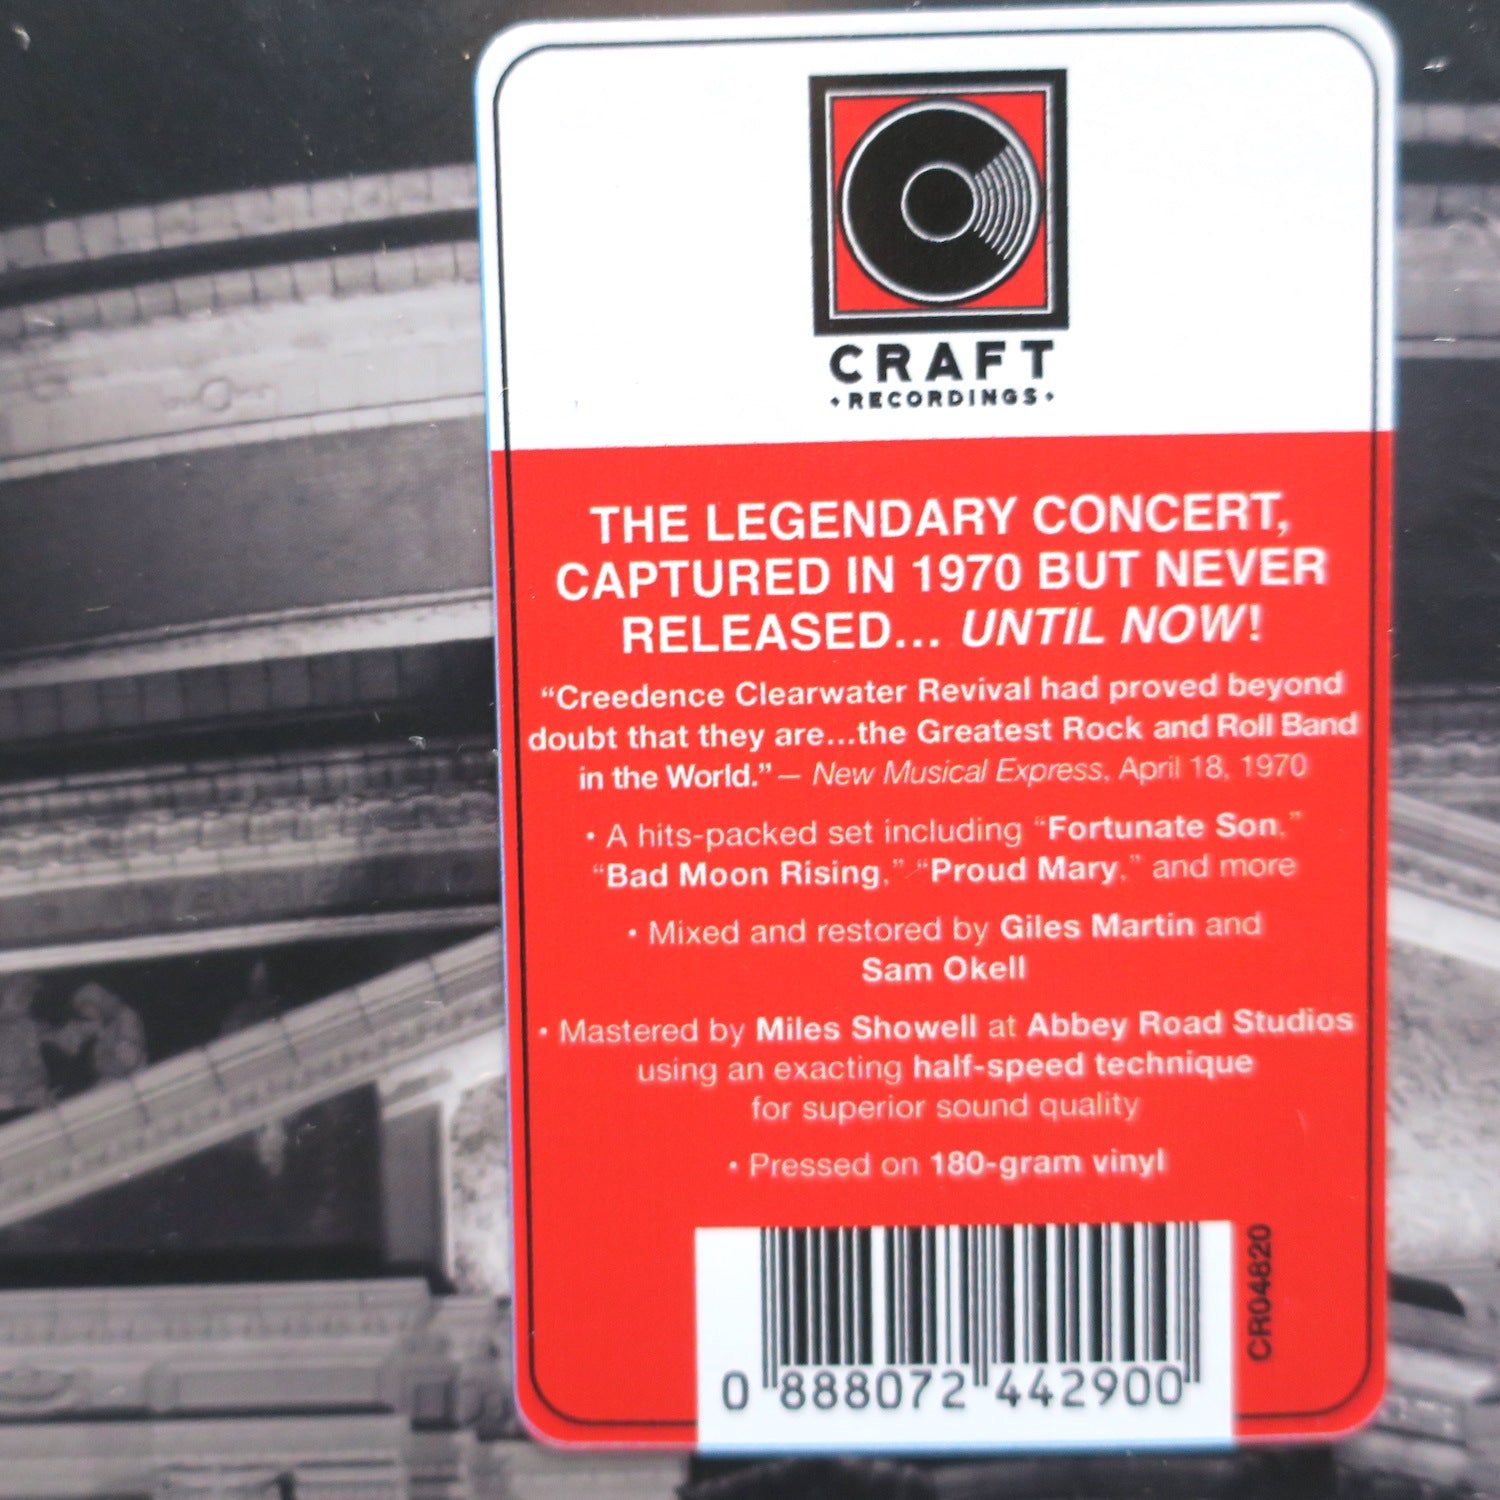 CRAFT
•RECORDINGS•
THE LEGENDARY CONCERT,
CAPTURED IN 1970 BUT NEVER
RELEASED... UNTIL NOW!
“Creedence Clearwater Revival had proved beyond
doubt that they are...the Greatest Rock and Roll Band
in the World.” — New Musical Express, April 18, 1970
• A hits-packed set including “Fortunate Son,”
“Bad Moon Rising,” “Proud Mary,” and more
• Mixed and restored by Giles Martin and
Sam Okell
• Mastered by Miles Showell at Abbey Road Studios
using an exacting half-speed technique
for superior sound quality
• Pressed on 180-gram vinyl
CR04820
0 888072 442900